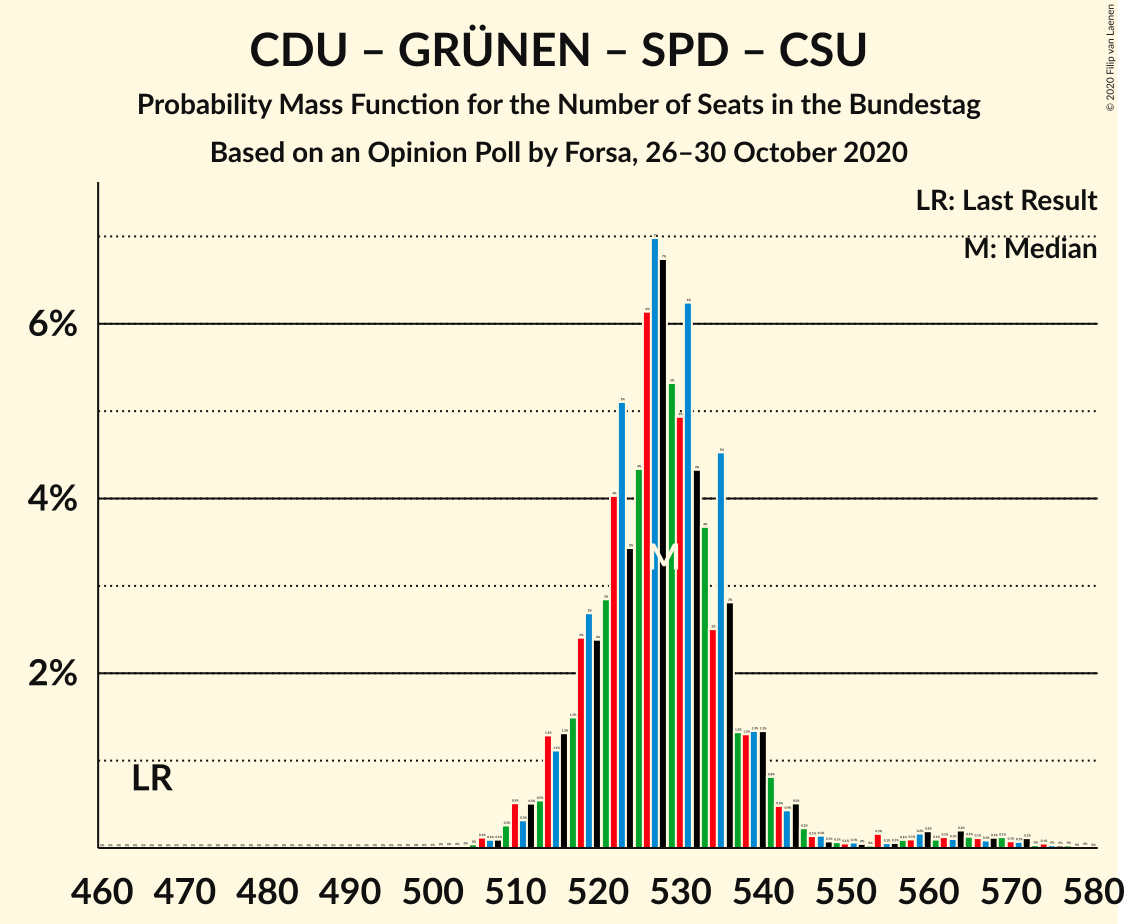 CDU – GRÜNEN – SPD – CSU
Probability Mass Function for the Number of Seats in the Bundestag
Based on an Opinion Poll by Forsa, 26–30 October 2020
© 2020 Filip van Laenen
LR: Last Result
M: Median
6%
4%
2%
M
LR
460 470 480 490 500 510 520 530 540 550 560 570 580